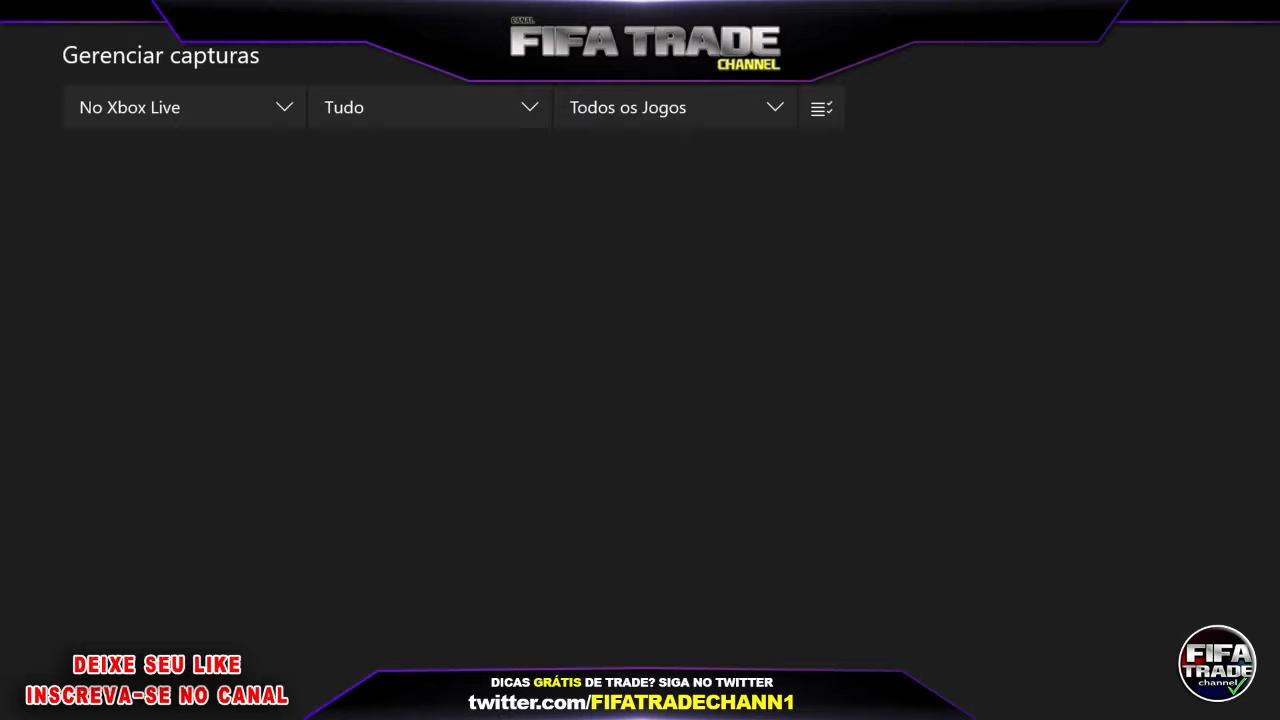 CANAL
FIFA TRADE
CHANNEL
Gerenciar capturas
No Xbox Live
Tudo
Todos os Jogos
DEIXE SEU LIKE
INSCREVA-SE NO CANAL
DICAS GRÁTIS DE TRADE? SIGA NO TWITTER
twitter.com/FIFATRADECHANN1
FIFA
TRADE
channel